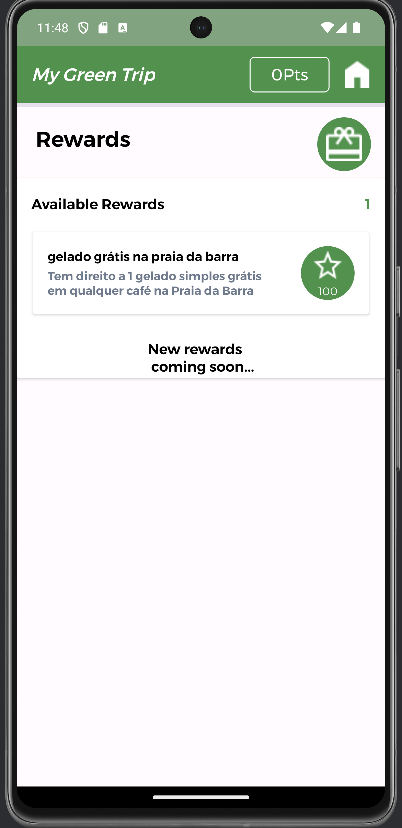 11:48
My Green Trip
0Pts
Rewards
Available Rewards
1
gelado grátis na praia da barra
Tem direito a 1 gelado simples grátis
em qualquer café na Praia da Barra
100
New rewards
coming soon...